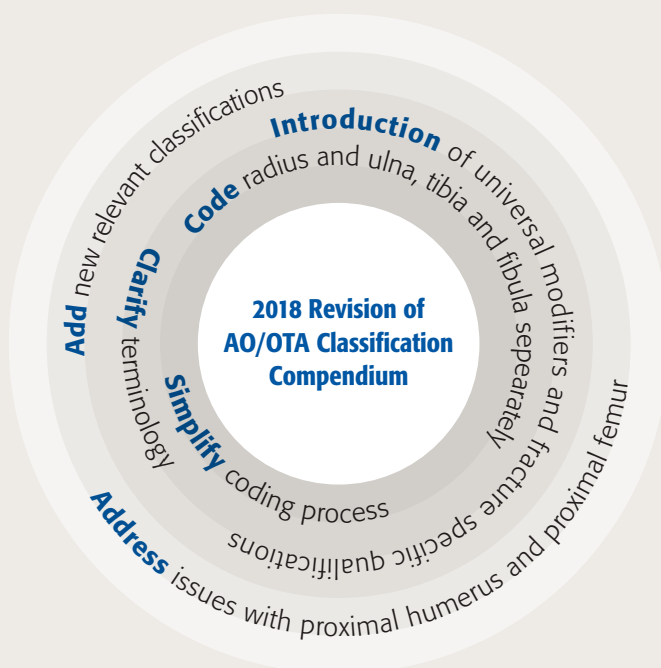 2018 Revision of
AO/OTA Classification
Compendium
Add new relevant classifications
Introduction of universal modifiers and fracture specific qualifications
Code radius and ulna, tibia and fibula sepearately
Clarify terminology
Simplify coding process
Address issues with proximal humerus and proximal femur